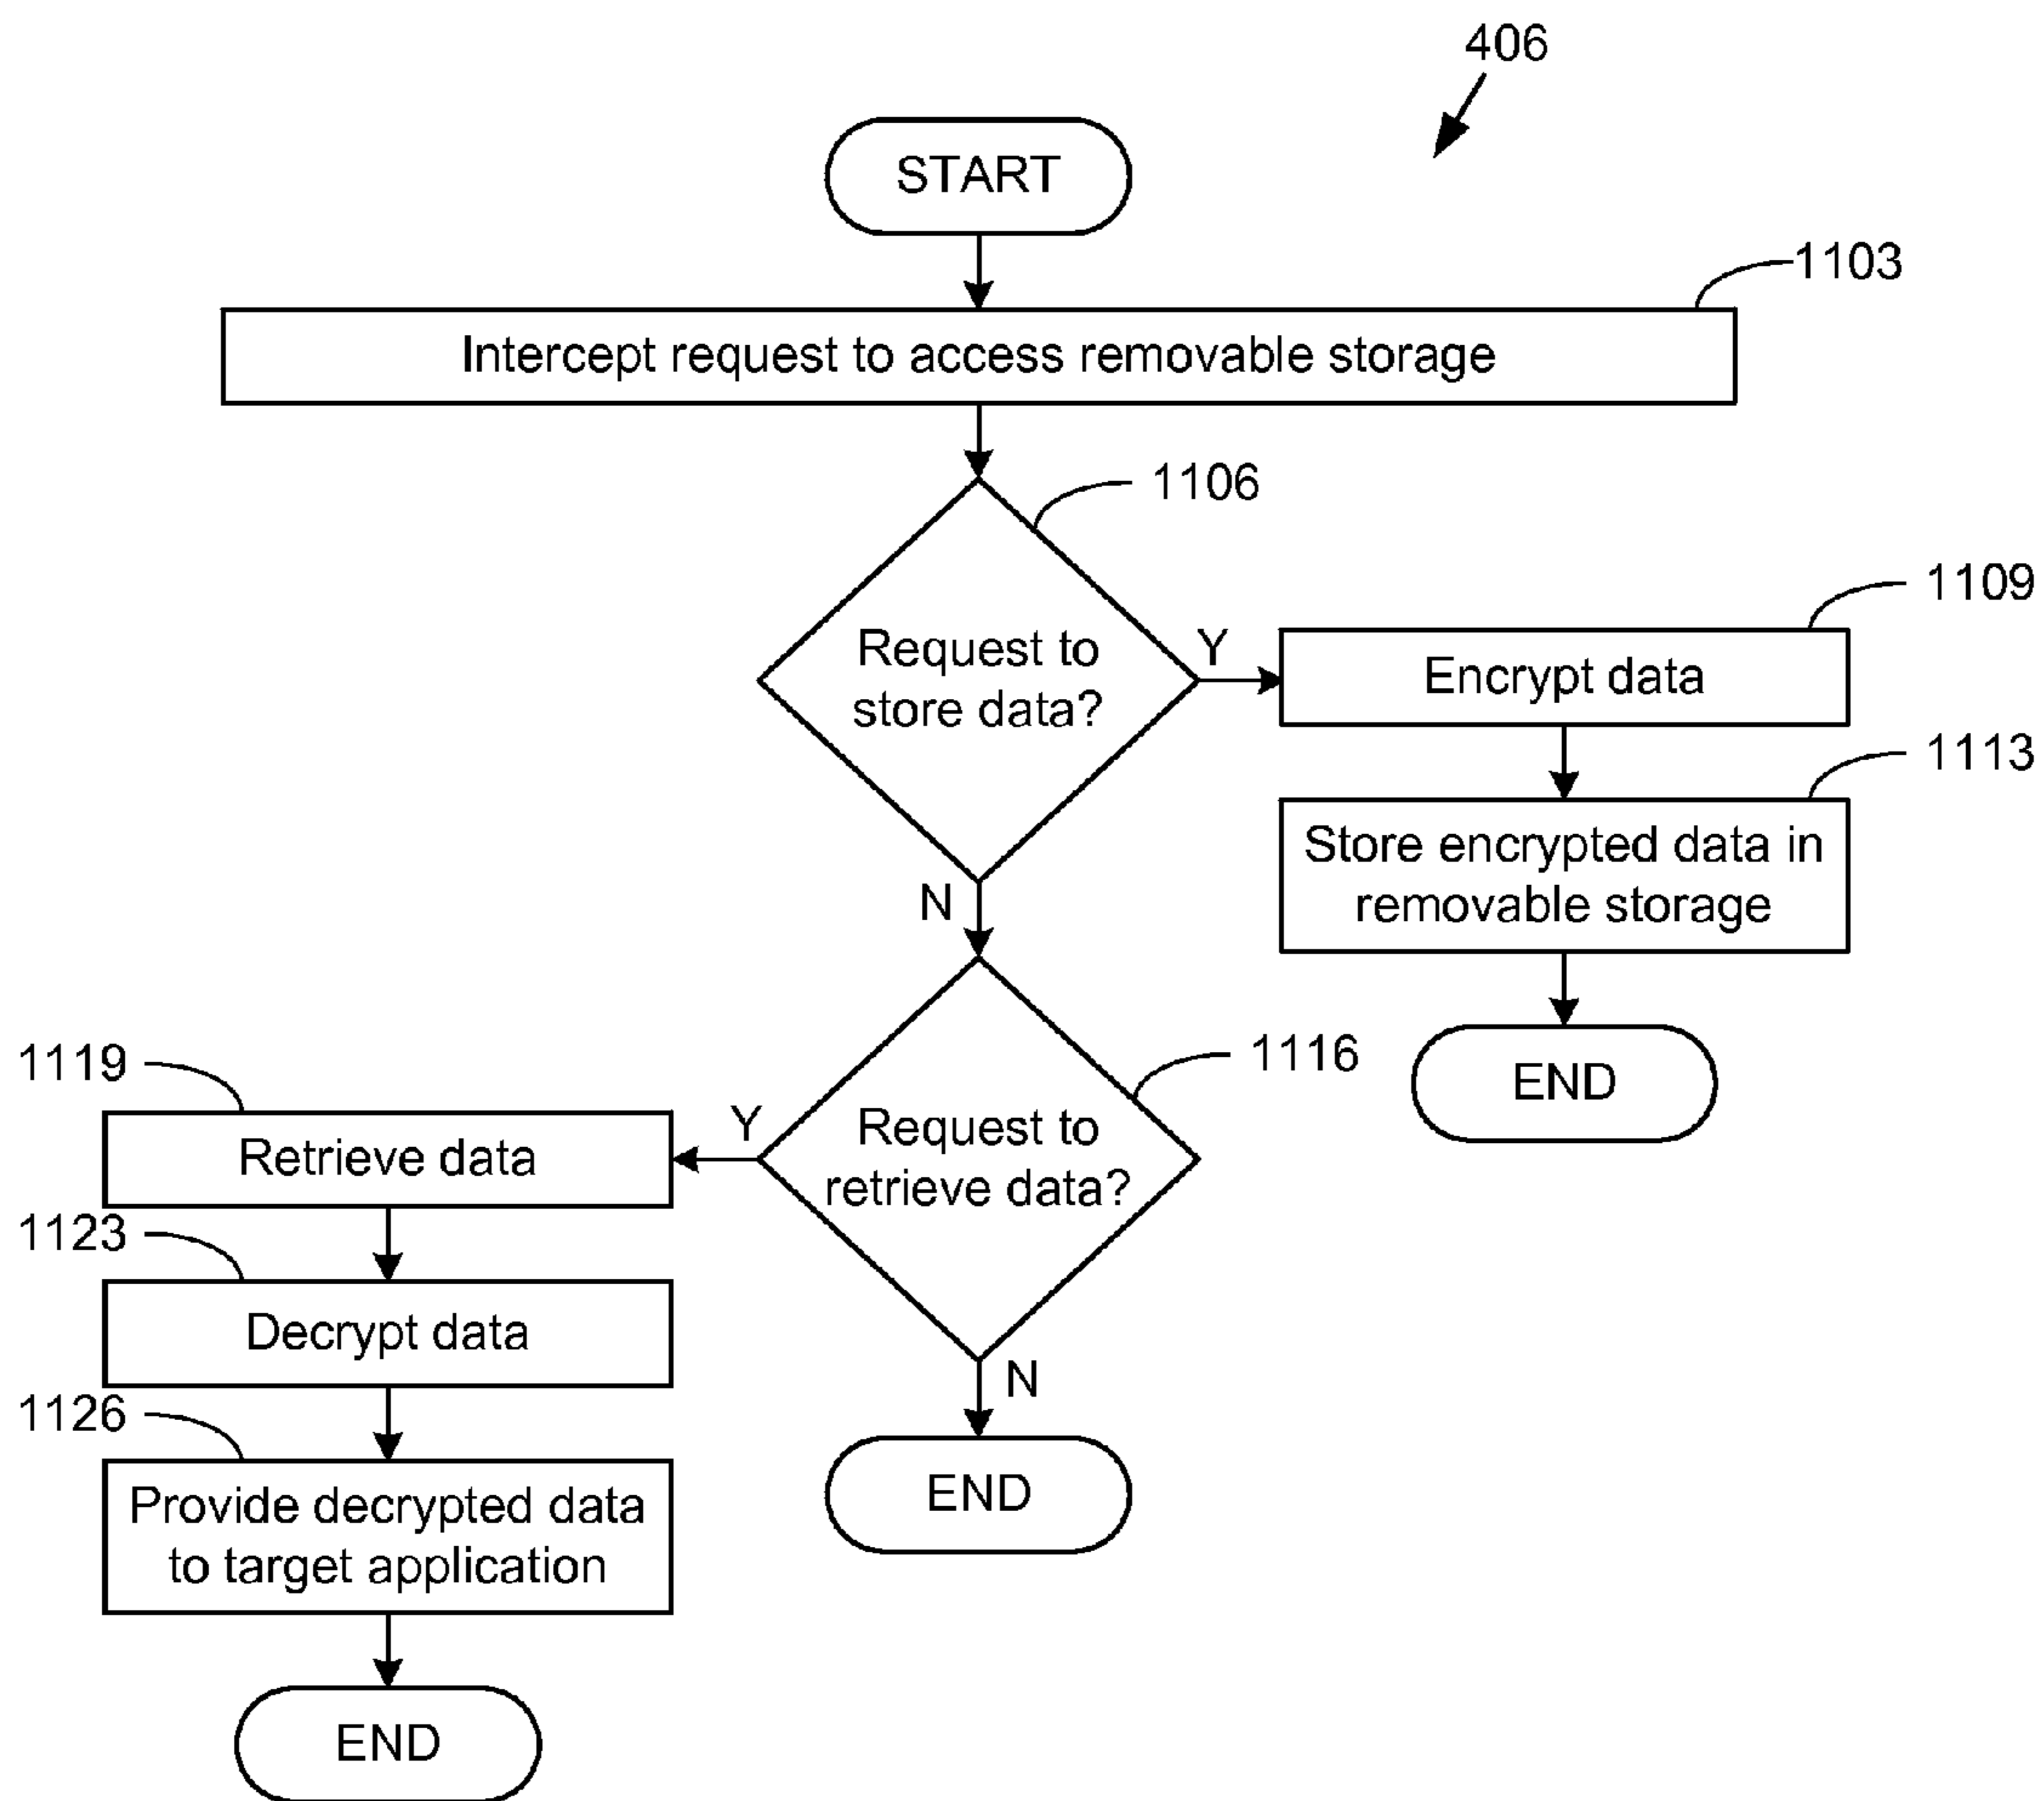 406
START
1103
Intercept request to access removable storage
1106
Request to
store data?
Y
N
1109
Encrypt data
1113
Store encrypted data in
removable storage
END
1116
Request to
retrieve data?
Y
N
1119
Retrieve data
1123
Decrypt data
1126
Provide decrypted data
to target application
END
END